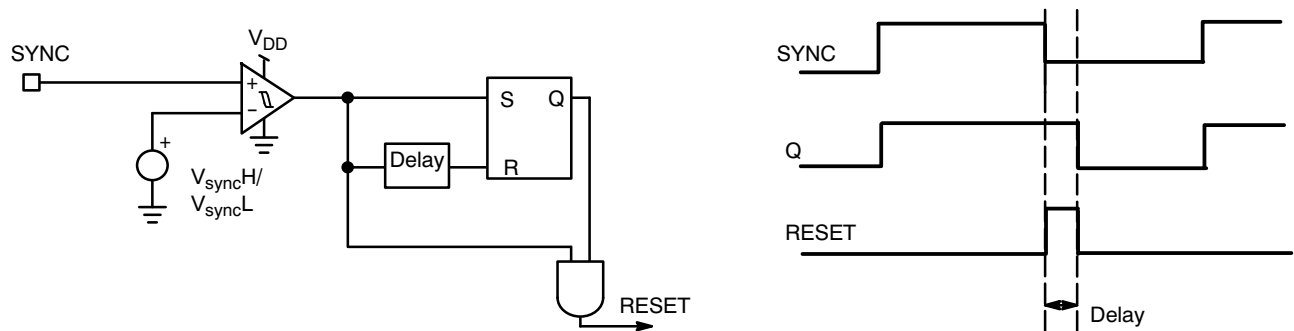 SYNC
VDD
+
−
+
VsyncH/
VsyncL
S
Q
Delay
R
RESET
SYNC
Q
RESET
Delay